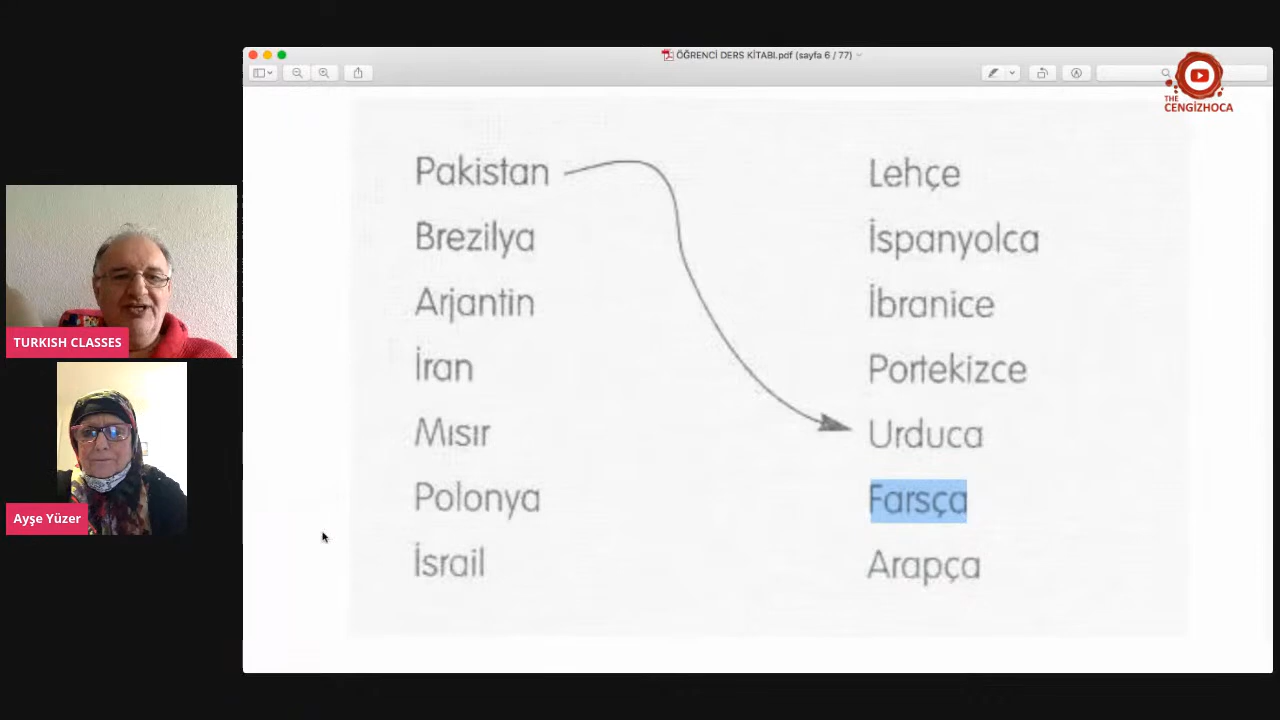 ÖĞRENCİ DERS KİTABI.pdf (sayfa 6 / 77)
THE
CENGİZHOCA
Pakistan
Brezilya
Arjantin
İran
Mısır
Polonya
İsrail
Lehçe
İspanyolca
İbranice
Portekizce
Urduca
Farsça
Arapça
TURKISH CLASSES
Ayşe Yüzer